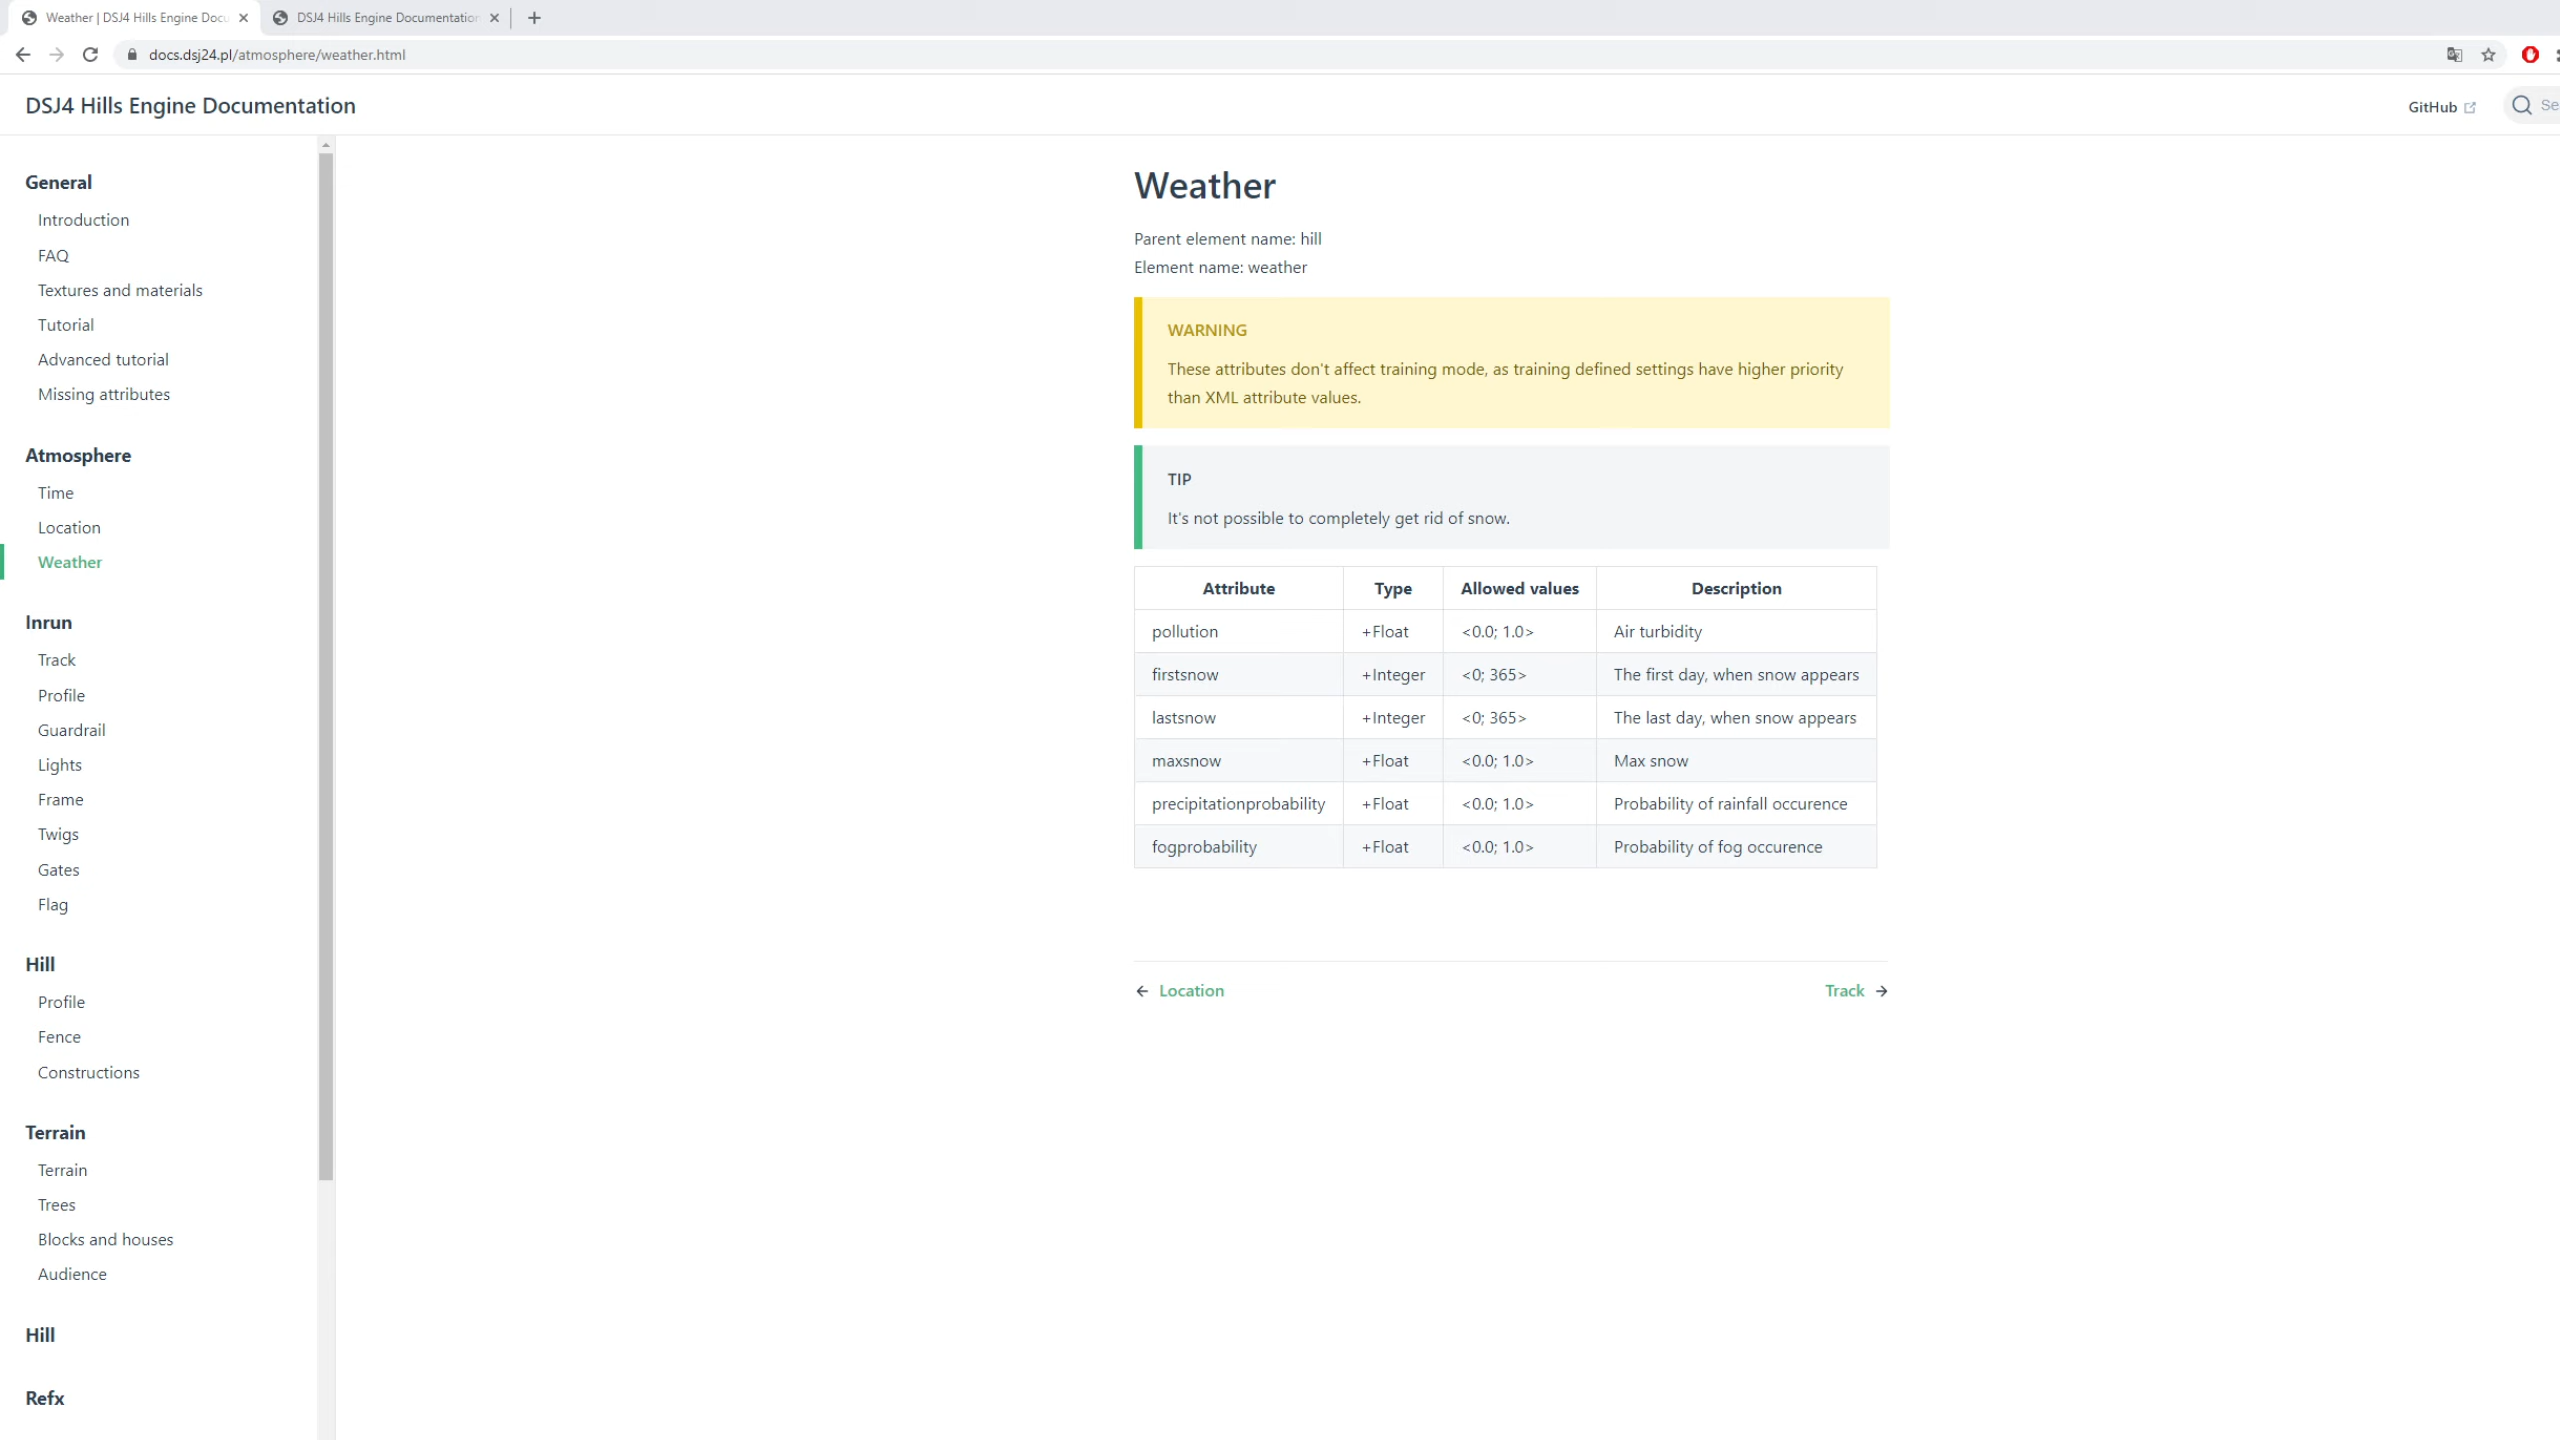 Weather | DSJ4 Hills Engine Docu
DSJ4 Hills Engine Documentation
docs.dsj24.pl/atmosphere/weather.html
DSJ4 Hills Engine Documentation
GitHub
Se
General
Introduction
FAQ
Textures and materials
Tutorial
Advanced tutorial
Missing attributes
Atmosphere
Time
Location
Weather
Inrun
Track
Profile
Guardrail
Lights
Frame
Twigs
Gates
Flag
Hill
Profile
Fence
Constructions
Terrain
Terrain
Trees
Blocks and houses
Audience
Hill
Refx
Weather
Parent element name: hill
Element name: weather
WARNING
These attributes don't affect training mode, as training defined settings have higher priority
than XML attribute values.
TIP
It's not possible to completely get rid of snow.
Attribute Type Allowed values Description
pollution +Float <0.0; 1.0> Air turbidity
firstsnow +Integer <0; 365> The first day, when snow appears
lastsnow +Integer <0; 365> The last day, when snow appears
maxsnow +Float <0.0; 1.0> Max snow
precipitationprobability +Float <0.0; 1.0> Probability of rainfall occurence
fogprobability +Float <0.0; 1.0> Probability of fog occurence
← Location
Track →